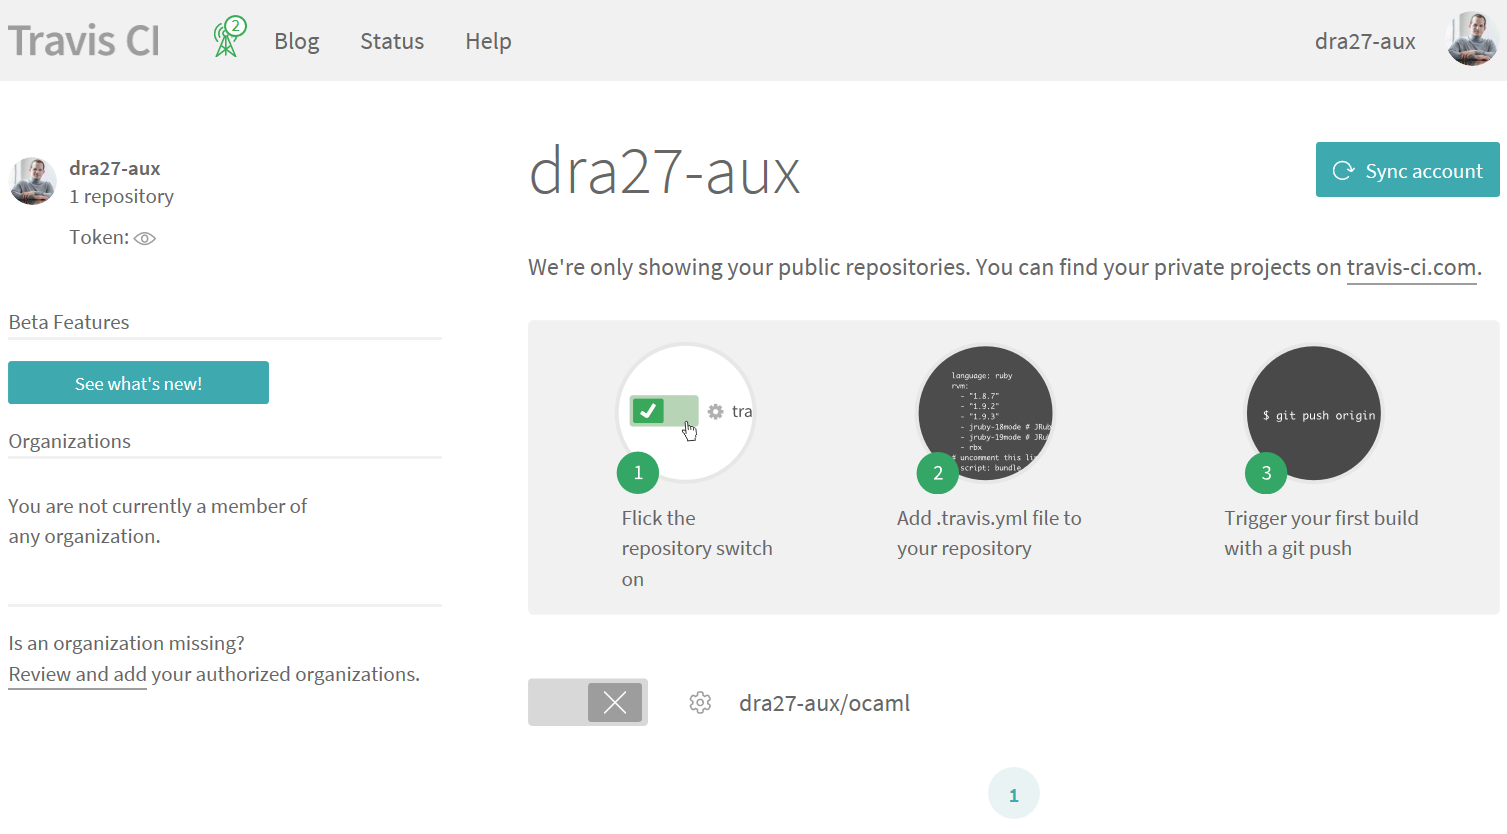 Travis CI
2
Blog
Status
Help
dra27-aux
dra27-aux
1 repository
Token:
Beta Features
See what's new!
Organizations
You are not currently a member of
any organization.
Is an organization missing?
Review and add your authorized organizations.
dra27-aux
Sync account
We're only showing your public repositories. You can find your private projects on travis-ci.com.
tra
1
Flick the
repository switch
on
language: ruby
rvm:
- "1.8.7"
- "1.9.2"
- "1.9.3"
- jruby-18mode # JRu
- jruby-19mode # JRu
- rbx
# uncomment this li
script: bundle
2
Add .travis.yml file to
your repository
$ git push origin
3
Trigger your first build
with a git push
dra27-aux/ocaml
1